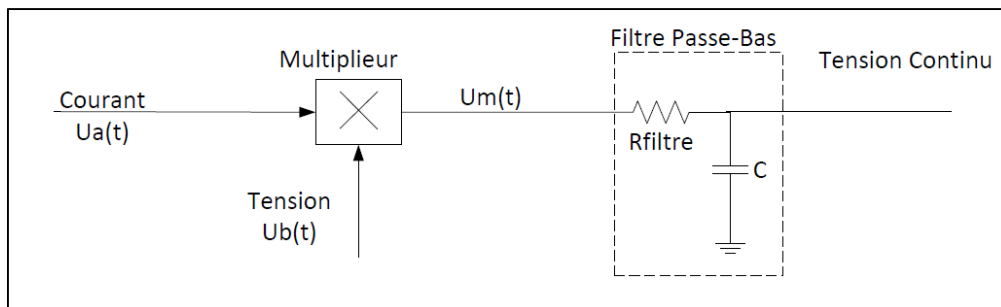 Filtre Passe-Bas
Multiplieur
Tension Continu
Courant
Ua(t)
Um(t)
Rfiltre
C
Tension
Ub(t)